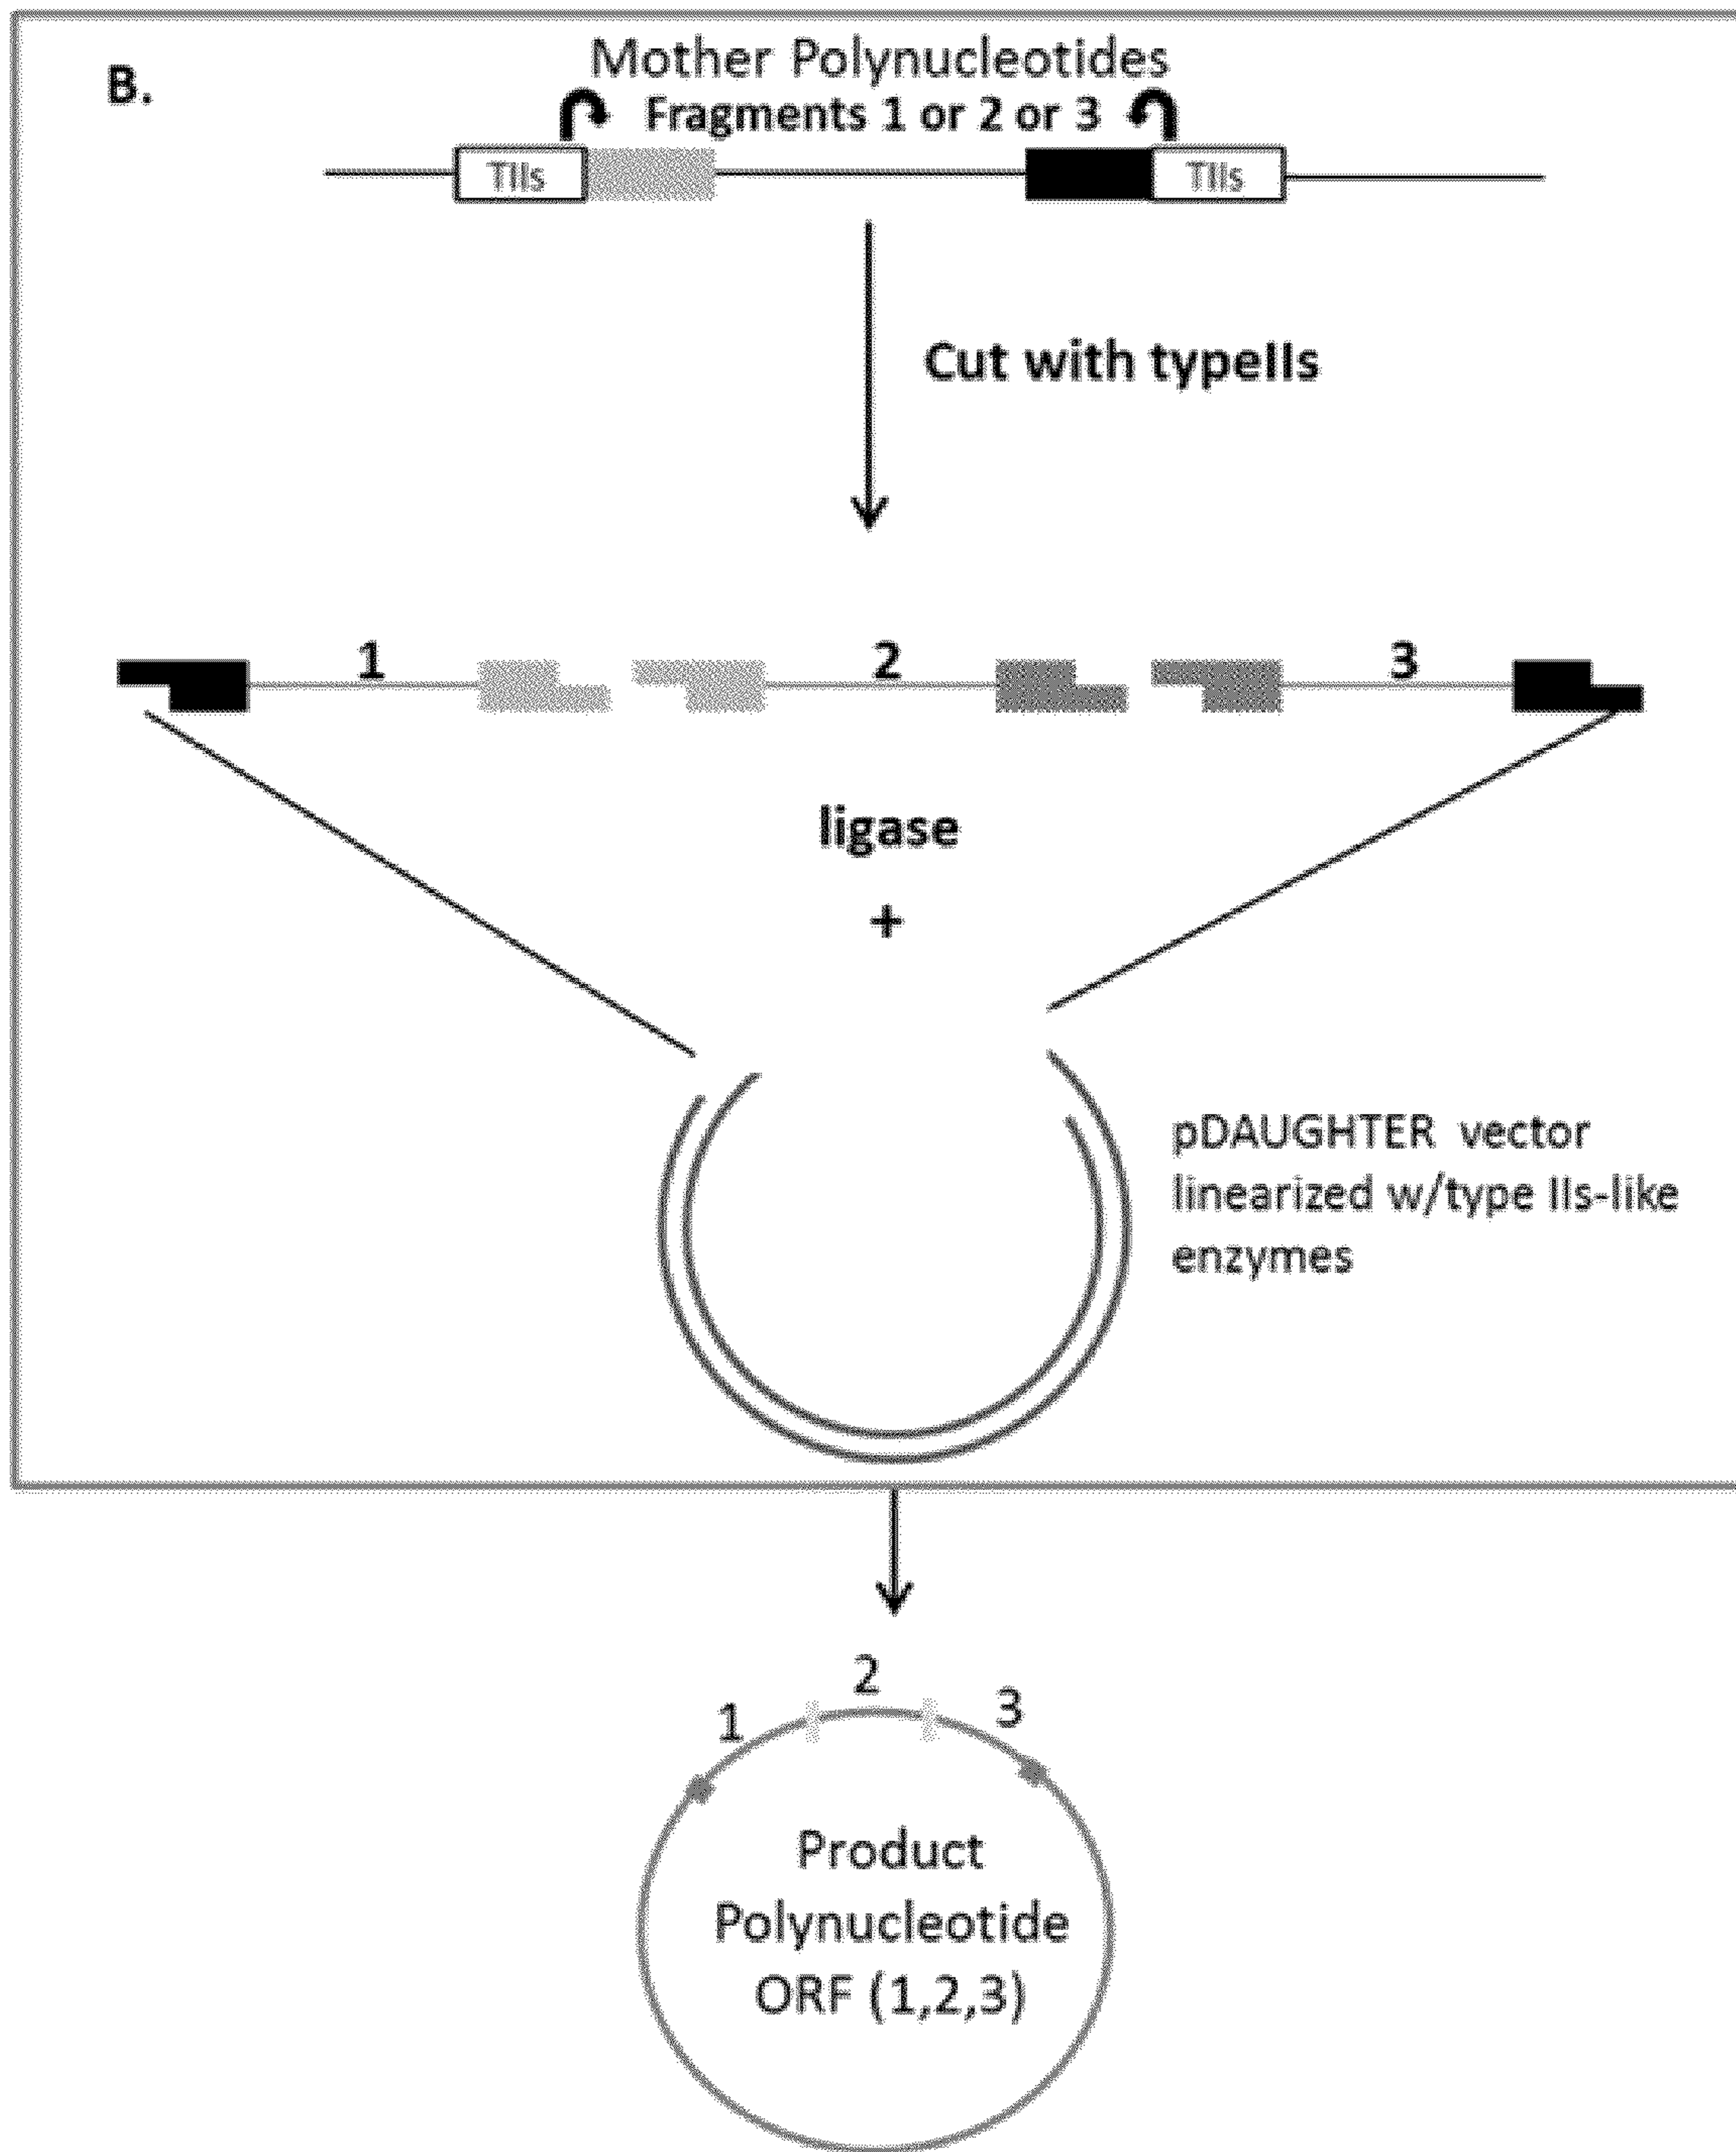 B.
Mother Polynucleotides
Fragments 1 or 2 or 3
TIIs
TIIs
Cut with typeIIs
1
2
3
ligase
+
pDAUGHTER vector
linearized w/type IIs-like
enzymes
2
1
3
Product
Polynucleotide
ORF (1,2,3)